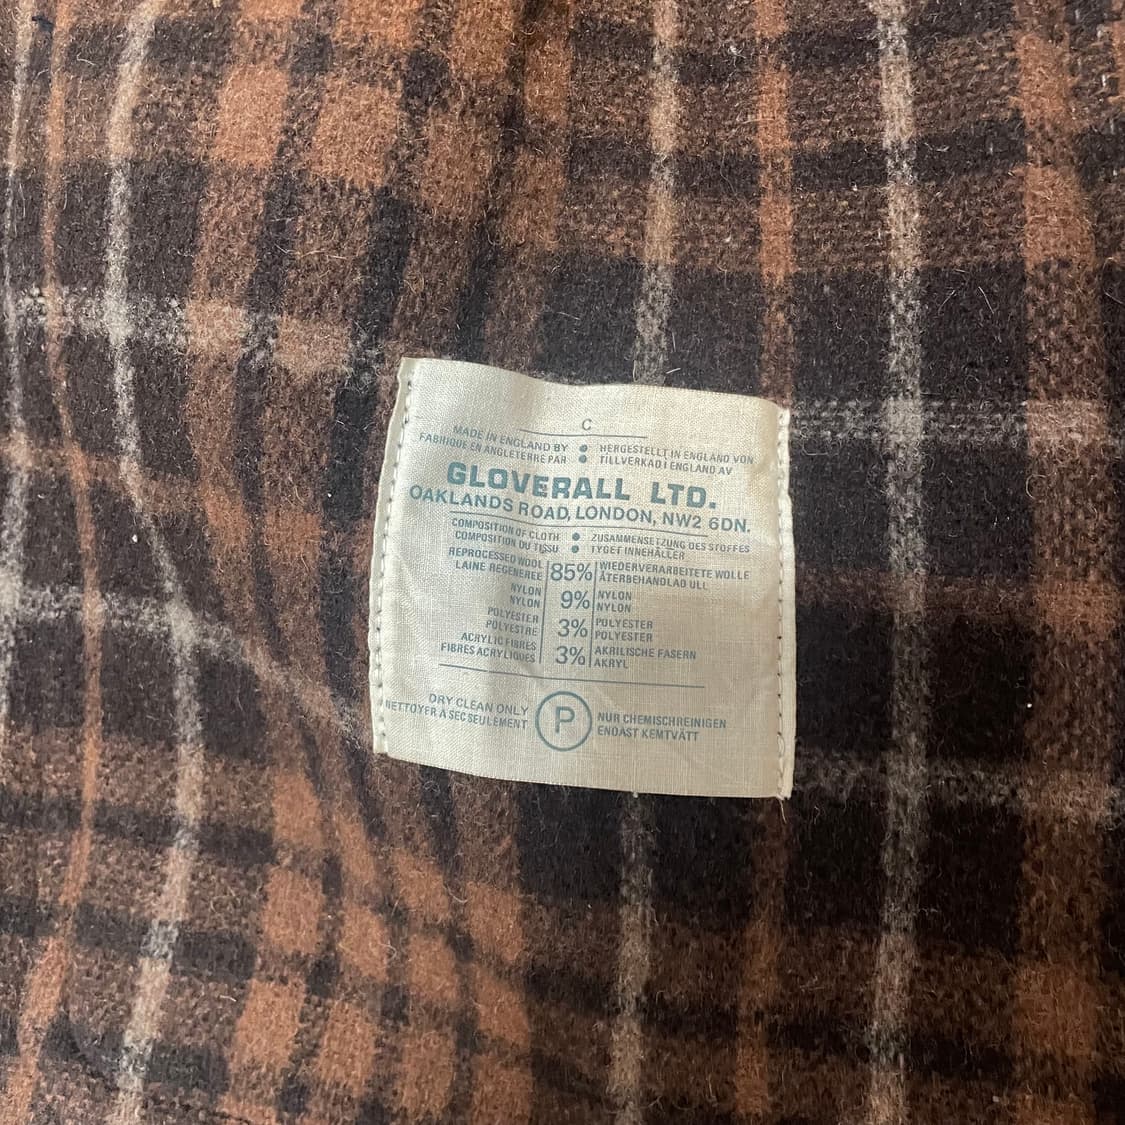 C
MADE IN ENGLAND BY ● HERGESTELLT IN ENGLAND VON
FABRIQUE EN ANGLETERRE PAR ● TILLVERKAD I ENGLAND AV
GLOVERALL LTD.
OAKLANDS ROAD, LONDON, NW2 6DN.
COMPOSITION OF CLOTH ● ZUSAMMENSETZUNG DES STOFFES
COMPOSITION DU TISSU ● TYGET INNEHÅLLER
REPROCESSED WOOL 85% WIEDERVERARBEITETE WOLLE
LAINE REGENEREE ÅTERBEHANDLAD ULL
NYLON 9% NYLON
NYLON NYLON
POLYESTER 3% POLYESTER
POLYESTRE POLYESTER
ACRYLIC FIBRES 3% AKRILISCHE FASERN
FIBRES ACRYLIQUES AKRYL
DRY CLEAN ONLY P NUR CHEMISCHREINIGEN
NETTOYER À SEC SEULEMENT ENDAST KEMTVÄTT